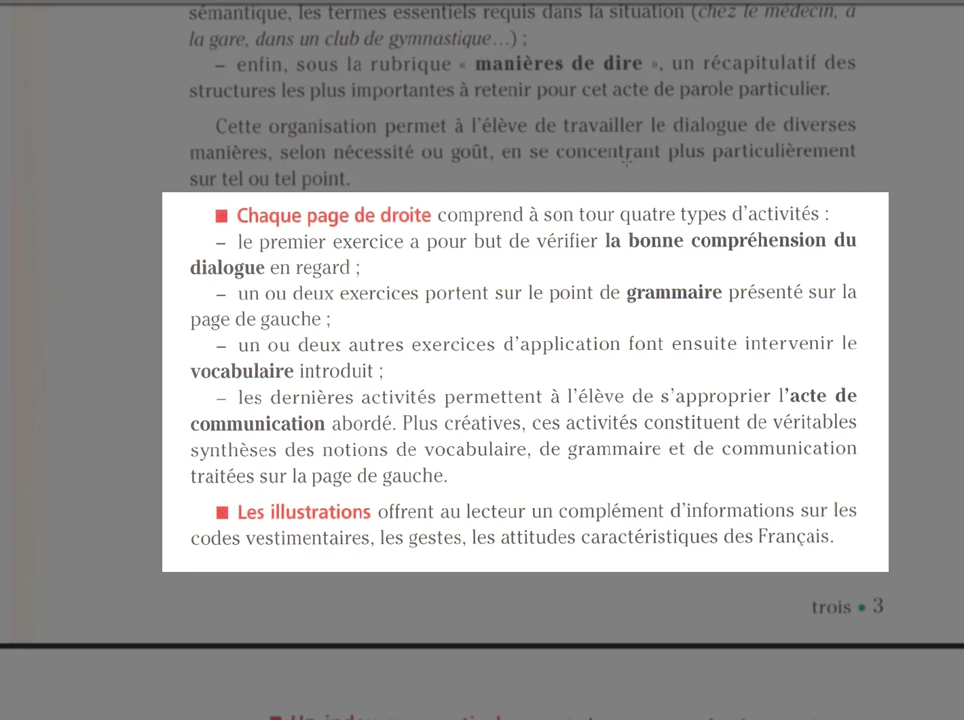 sémantique, les termes essentiels requis dans la situation (chez le médecin, à
la gare, dans un club de gymnastique...) ;
– enfin, sous la rubrique « manières de dire », un récapitulatif des
structures les plus importantes à retenir pour cet acte de parole particulier.
Cette organisation permet à l'élève de travailler le dialogue de diverses
manières, selon nécessité ou goût, en se concentrant plus particulièrement
sur tel ou tel point.
■ Chaque page de droite comprend à son tour quatre types d'activités :
– le premier exercice a pour but de vérifier la bonne compréhension du
dialogue en regard ;
– un ou deux exercices portent sur le point de grammaire présenté sur la
page de gauche ;
– un ou deux autres exercices d'application font ensuite intervenir le
vocabulaire introduit ;
– les dernières activités permettent à l'élève de s'approprier l'acte de
communication abordé. Plus créatives, ces activités constituent de véritables
synthèses des notions de vocabulaire, de grammaire et de communication
traitées sur la page de gauche.
■ Les illustrations offrent au lecteur un complément d'informations sur les
codes vestimentaires, les gestes, les attitudes caractéristiques des Français.
trois • 3